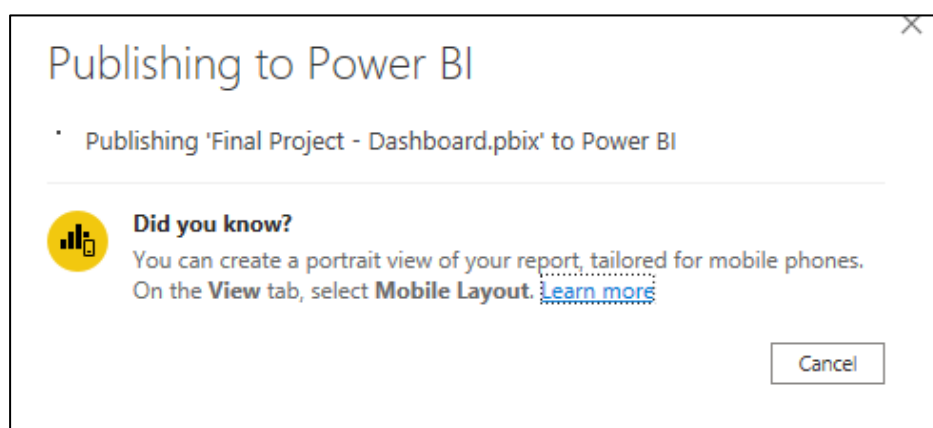 Publishing to Power BI
Publishing 'Final Project - Dashboard.pbix' to Power BI
Did you know?
You can create a portrait view of your report, tailored for mobile phones.
On the View tab, select Mobile Layout. Learn more
Cancel